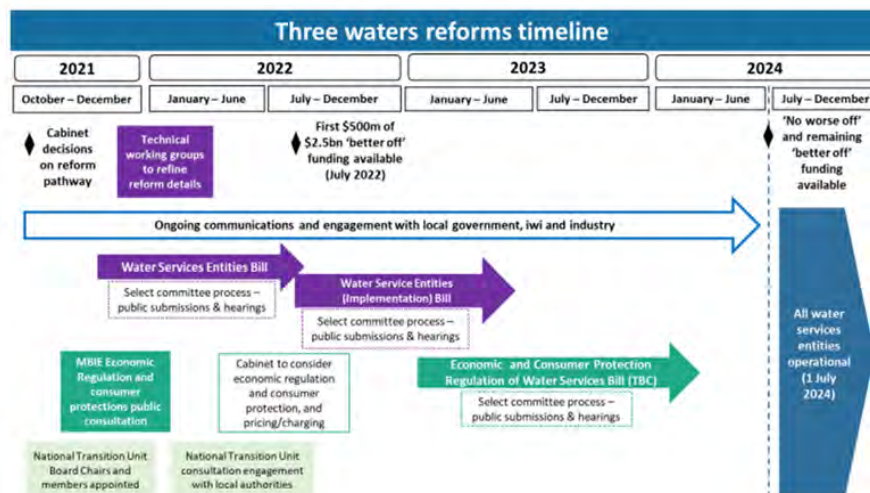 Three waters reforms timeline
2021
2022
2023
2024
October – December
January – June
July – December
January – June
July – December
January – June
July – December
Cabinet
decisions
on reform
pathway
Technical
working groups
to refine
reform details
First $500m of
$2.5bn ‘better off’
funding available
(July 2022)
‘No worse off’
and remaining
‘better off’
funding
available
Ongoing communications and engagement with local government, iwi and industry
Water Services Entities Bill
Select committee process –
public submissions & hearings
Water Service Entities
(Implementation) Bill
Select committee process –
public submissions & hearings
MBIE Economic
Regulation and
consumer
protections public
consultation
Cabinet to consider
economic regulation
and consumer
protection, and
pricing/charging
Economic and Consumer Protection
Regulation of Water Services Bill (TBC)
Select committee process –
public submissions & hearings
All water
services
entities
operational
(1 July
2024)
National Transition Unit
Board Chairs and
members appointed
National Transition Unit
consultation engagement
with local authorities